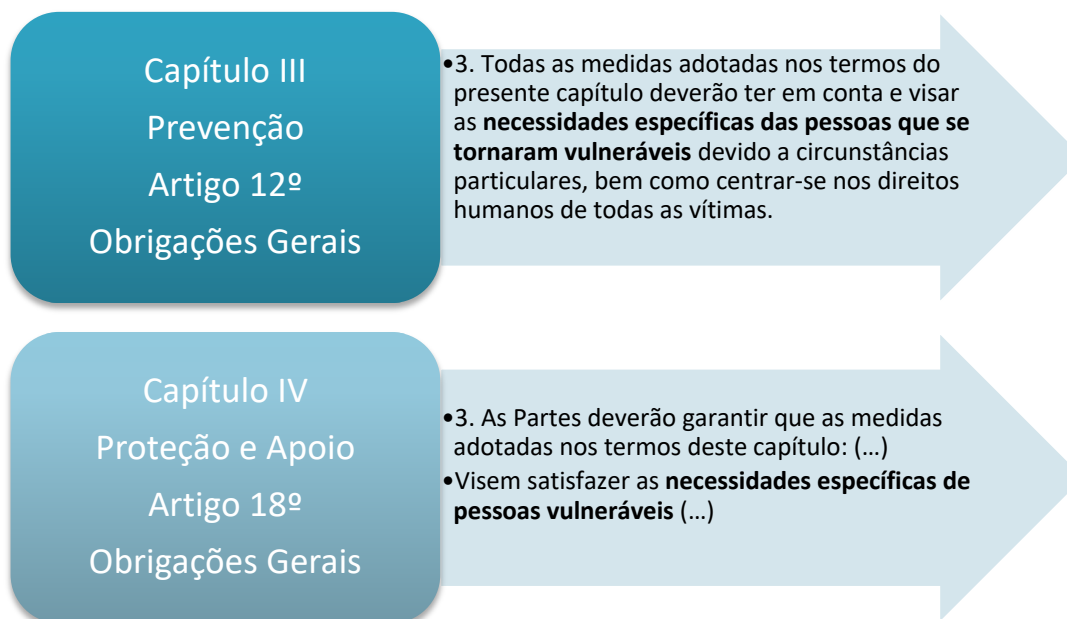 Capítulo III
Prevenção
Artigo 12º
Obrigações Gerais
•3. Todas as medidas adotadas nos termos do
presente capítulo deverão ter em conta e visar
as necessidades específicas das pessoas que se
tornaram vulneráveis devido a circunstâncias
particulares, bem como centrar-se nos direitos
humanos de todas as vítimas.
Capítulo IV
Proteção e Apoio
Artigo 18º
Obrigações Gerais
•3. As Partes deverão garantir que as medidas
adotadas nos termos deste capítulo: (...)
•Visem satisfazer as necessidades específicas de
pessoas vulneráveis (...)